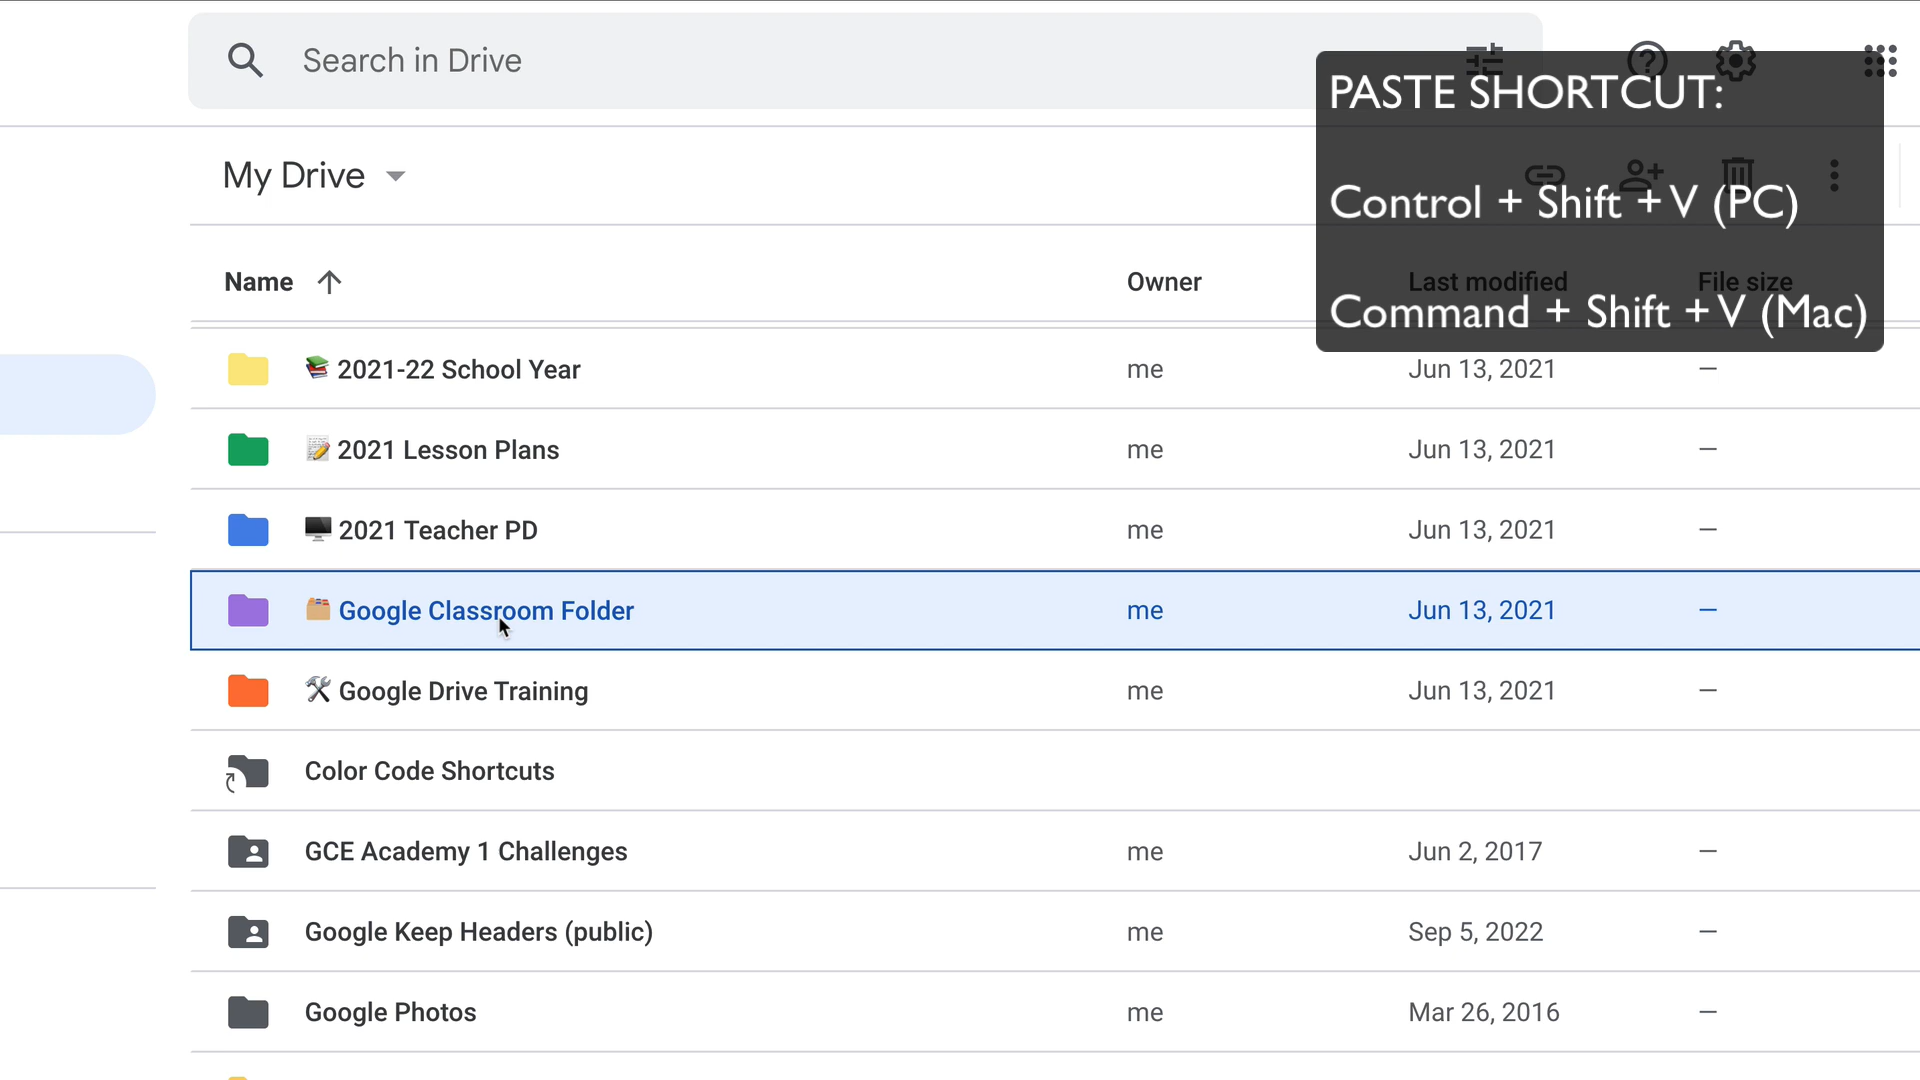 Search in Drive
PASTE SHORTCUT:
Control + Shift + V (PC)
Command + Shift + V (Mac)
My Drive
Name Owner Last modified File size
2021-22 School Year me Jun 13, 2021 —
2021 Lesson Plans me Jun 13, 2021 —
2021 Teacher PD me Jun 13, 2021 —
Google Classroom Folder me Jun 13, 2021 —
Google Drive Training me Jun 13, 2021 —
Color Code Shortcuts
GCE Academy 1 Challenges me Jun 2, 2017 —
Google Keep Headers (public) me Sep 5, 2022 —
Google Photos me Mar 26, 2016 —